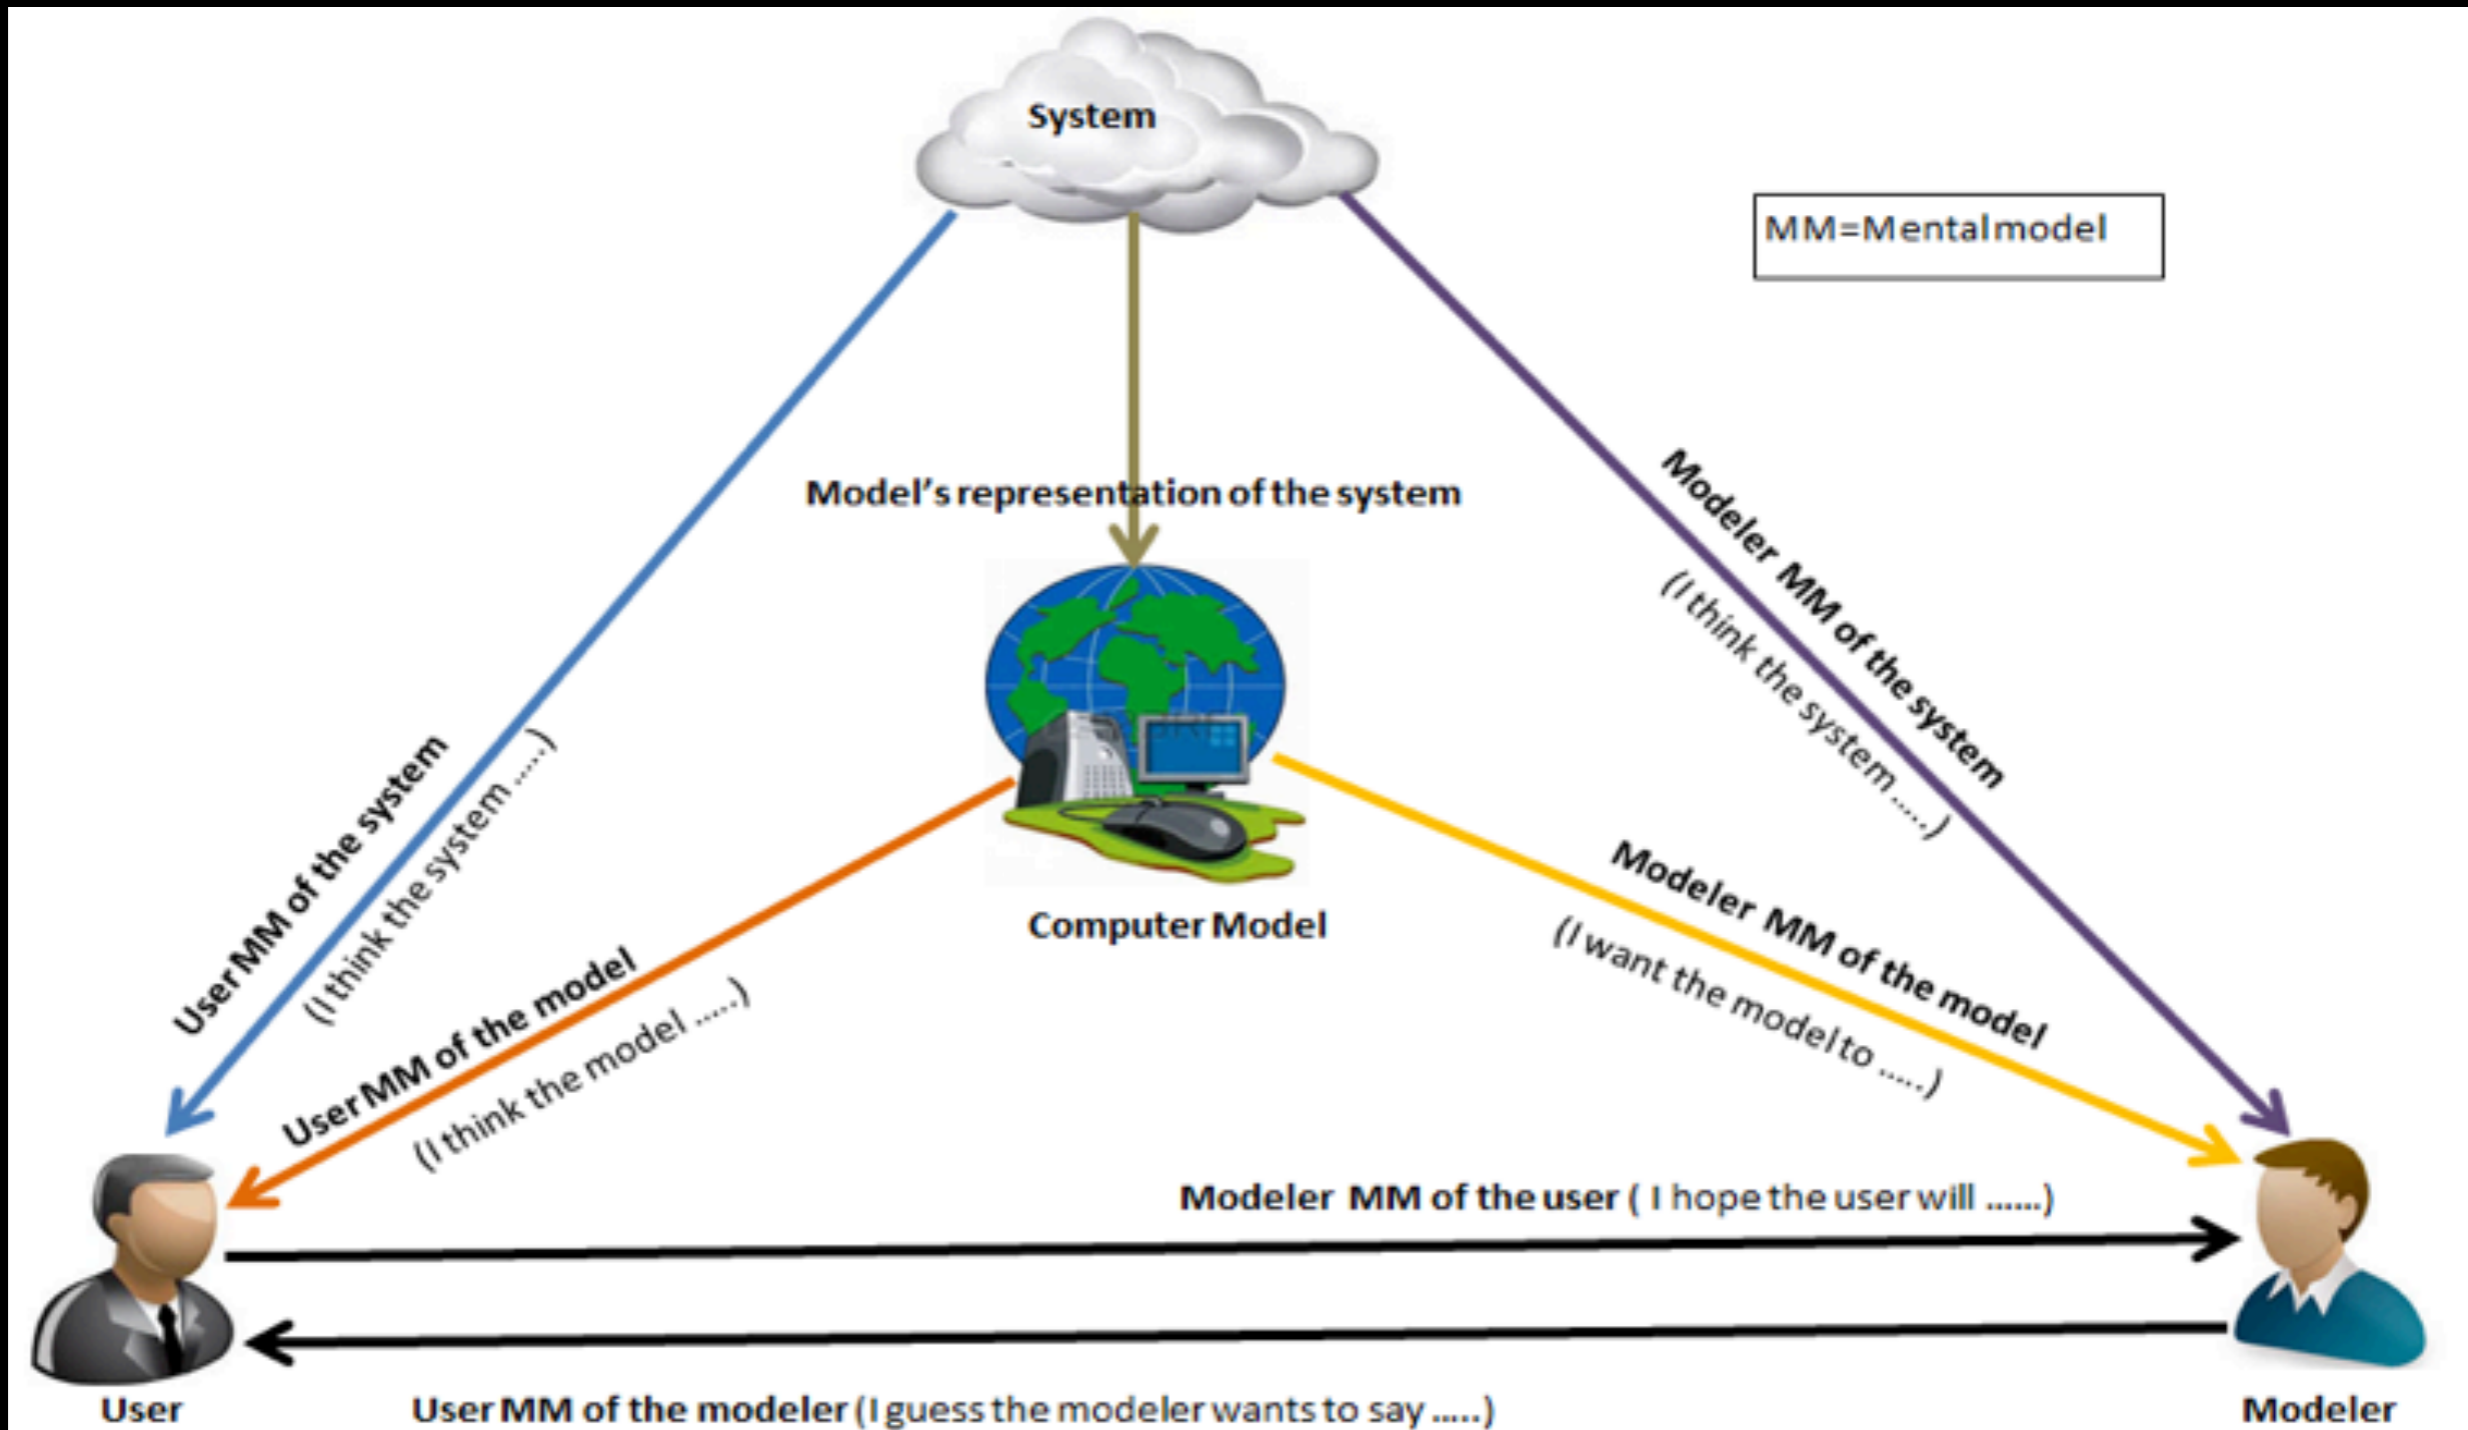 System
MM=Mental model
Model's representation of the system
Modeler MM of the system
(I think the system .....)
User MM of the system
(I think the system .....)
Computer Model
Modeler MM of the model
(I want the model to .....)
User MM of the model
(I think the model .....)
Modeler MM of the user ( I hope the user will ......)
User
User MM of the modeler (I guess the modeler wants to say .....)
Modeler